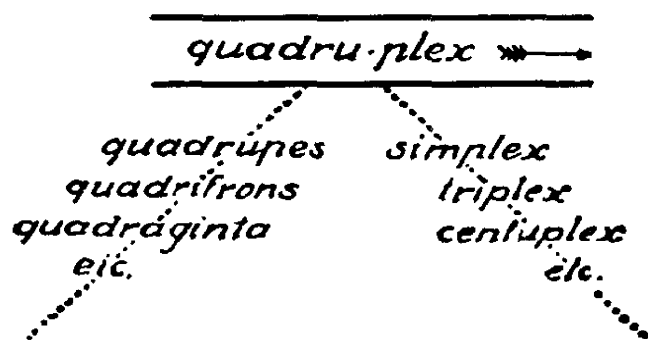 quadru·plex
quadrupes simplex
quadrifrons triplex
quadraginta centuplex
etc. etc.